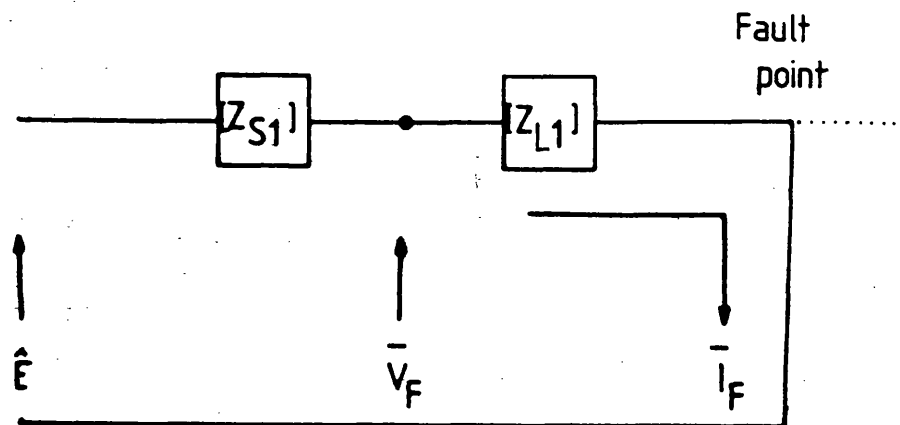 Fault
point
[Z_S1]
[Z_L1]
Ê
V̄_F
Ī_F